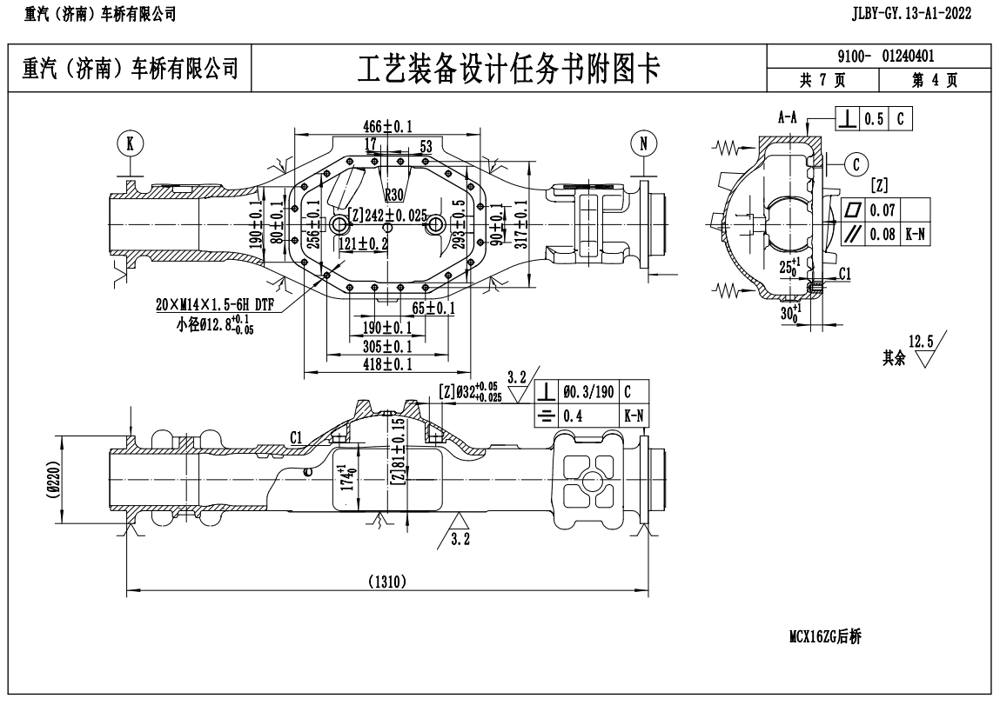 重汽（济南）车桥有限公司
JLBY-GY.13-A1-2022
重汽（济南）车桥有限公司
工艺装备设计任务书附图卡
9100- 01240401
共 7 页
第 4 页
A-A
⊥ 0.5 C
K
466±0.1
17
53
N
C
R30
[Z]
[Z]242±0.025
⏥ 0.07
⫽ 0.08 K-N
190±0.1
80±0.1
256±0.1
293±0.5
90±0.1
317±0.1
121±0.2
25+1 0
C1
20×M14×1.5-6H DTF
小径Ø12.8+0.1 -0.05
65±0.1
30+1 0
190±0.1
305±0.1
418±0.1
其余 12.5
[Z]Ø32+0.05 +0.025
3.2
⊥ Ø0.3/190 C
⌯ 0.4 K-N
C1
(Ø220)
174+1 0
[Z]81±0.15
3.2
(1310)
MCX16ZG后桥